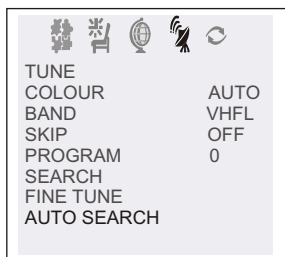 TUNE
COLOUR AUTO
BAND VHFL
SKIP OFF
PROGRAM 0
SEARCH
FINE TUNE
AUTO SEARCH